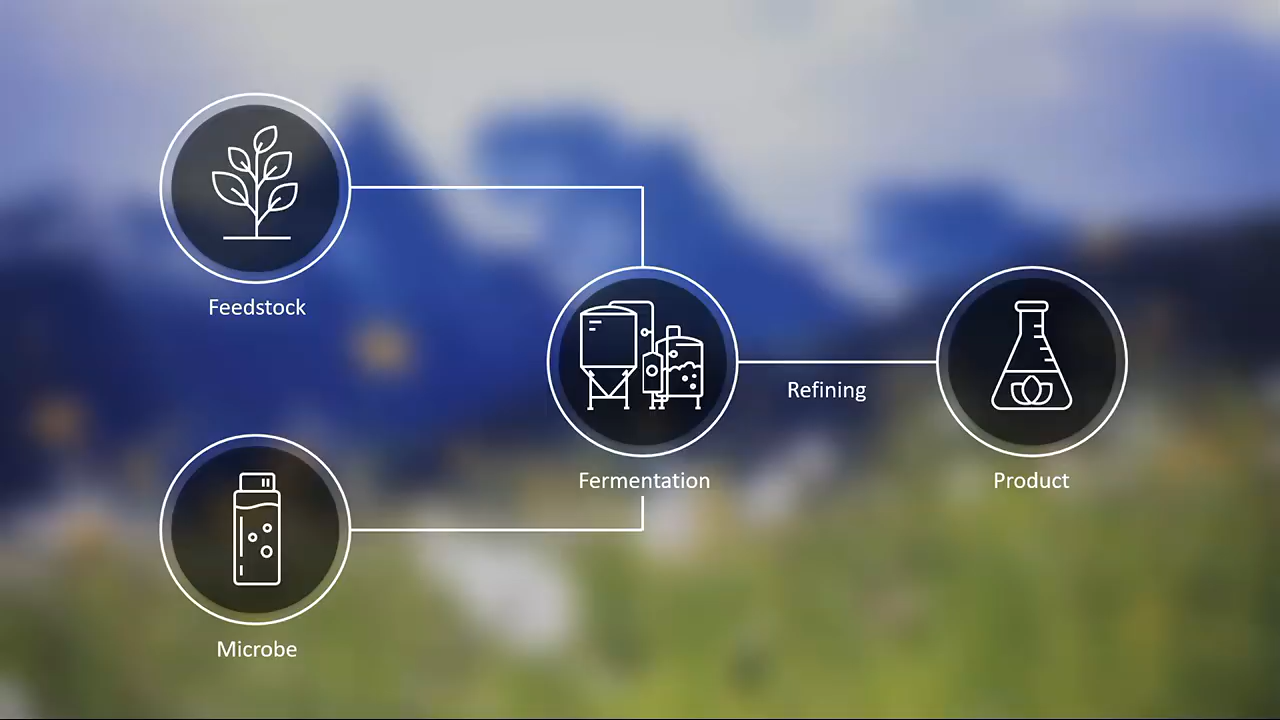 Feedstock
Refining
Fermentation
Product
Microbe